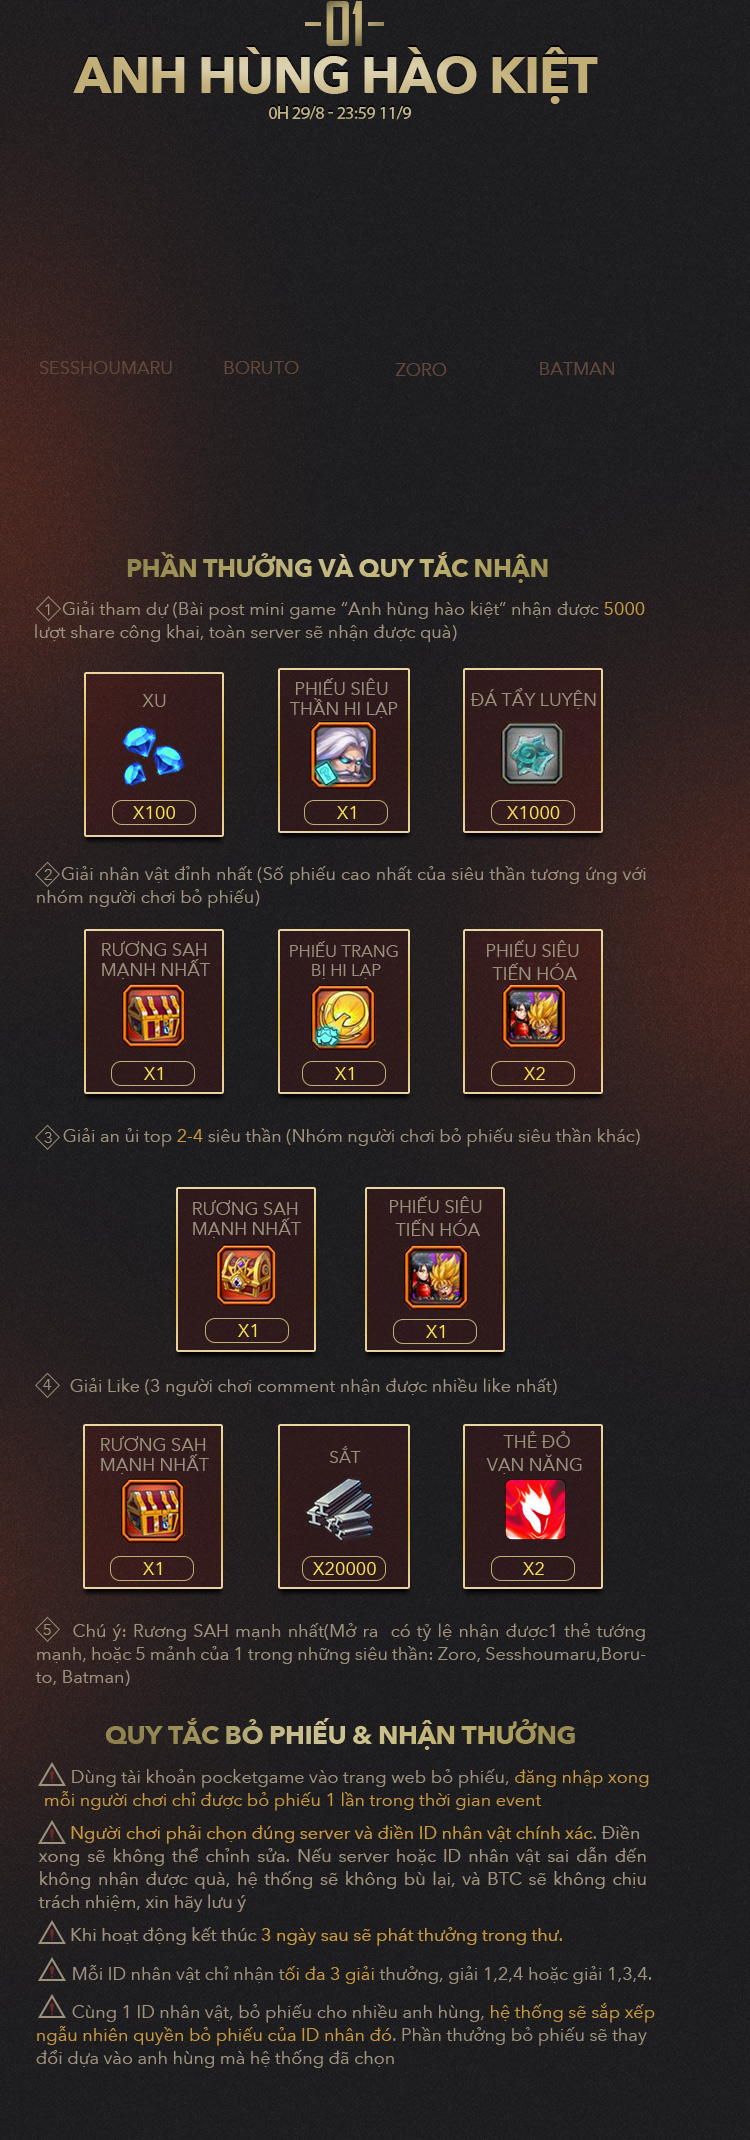 -01-
ANH HÙNG HÀO KIỆT
0H 29/8 - 23:59 11/9
SESSHOUMARU BORUTO ZORO BATMAN
PHẦN THƯỞNG VÀ QUY TẮC NHẬN
1 Giải tham dự (Bài post mini game “Anh hùng hào kiệt” nhận được 5000
lượt share công khai, toàn server sẽ nhận được quà)
XU
X100
PHIẾU SIÊU
THẦN HI LẠP
X1
ĐÁ TẨY LUYỆN
X1000
2 Giải nhân vật đỉnh nhất (Số phiếu cao nhất của siêu thần tương ứng với
nhóm người chơi bỏ phiếu)
RƯƠNG SAH
MẠNH NHẤT
X1
PHIẾU TRANG
BỊ HI LẠP
X1
PHIẾU SIÊU
TIẾN HÓA
X2
3 Giải an ủi top 2-4 siêu thần (Nhóm người chơi bỏ phiếu siêu thần khác)
RƯƠNG SAH
MẠNH NHẤT
X1
PHIẾU SIÊU
TIẾN HÓA
X1
4 Giải Like (3 người chơi comment nhận được nhiều like nhất)
RƯƠNG SAH
MẠNH NHẤT
X1
SẮT
X20000
THẺ ĐỎ
VẠN NĂNG
X2
5 Chú ý: Rương SAH mạnh nhất(Mở ra có tỷ lệ nhận được1 thẻ tướng
mạnh, hoặc 5 mảnh của 1 trong những siêu thần: Zoro, Sesshoumaru,Boru-
to, Batman)
QUY TẮC BỎ PHIẾU & NHẬN THƯỞNG
Dùng tài khoản pocketgame vào trang web bỏ phiếu, đăng nhập xong
mỗi người chơi chỉ được bỏ phiếu 1 lần trong thời gian event
Người chơi phải chọn đúng server và điền ID nhân vật chính xác. Điền
xong sẽ không thể chỉnh sửa. Nếu server hoặc ID nhân vật sai dẫn đến
không nhận được quà, hệ thống sẽ không bù lại, và BTC sẽ không chịu
trách nhiệm, xin hãy lưu ý
Khi hoạt động kết thúc 3 ngày sau sẽ phát thưởng trong thư.
Mỗi ID nhân vật chỉ nhận tối đa 3 giải thưởng, giải 1,2,4 hoặc giải 1,3,4.
Cùng 1 ID nhân vật, bỏ phiếu cho nhiều anh hùng, hệ thống sẽ sắp xếp
ngẫu nhiên quyền bỏ phiếu của ID nhân đó. Phần thưởng bỏ phiếu sẽ thay
đổi dựa vào anh hùng mà hệ thống đã chọn